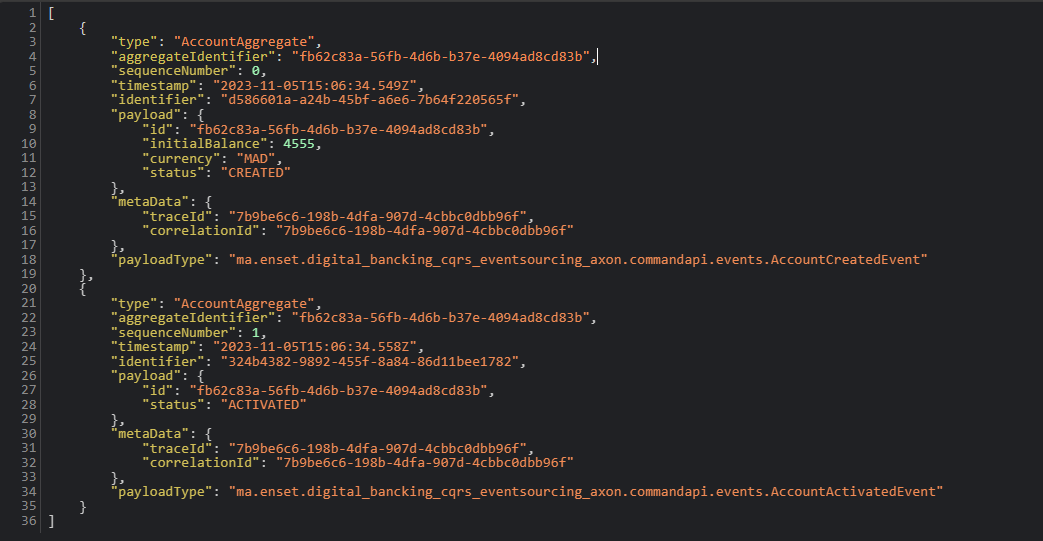 1 [
2     {
3         "type": "AccountAggregate",
4         "aggregateIdentifier": "fb62c83a-56fb-4d6b-b37e-4094ad8cd83b",
5         "sequenceNumber": 0,
6         "timestamp": "2023-11-05T15:06:34.549Z",
7         "identifier": "d586601a-a24b-45bf-a6e6-7b64f220565f",
8         "payload": {
9             "id": "fb62c83a-56fb-4d6b-b37e-4094ad8cd83b",
10             "initialBalance": 4555,
11             "currency": "MAD",
12             "status": "CREATED"
13         },
14         "metaData": {
15             "traceId": "7b9be6c6-198b-4dfa-907d-4cbbc0dbb96f",
16             "correlationId": "7b9be6c6-198b-4dfa-907d-4cbbc0dbb96f"
17         },
18         "payloadType": "ma.enset.digital_bancking_cqrs_eventsourcing_axon.commandapi.events.AccountCreatedEvent"
19     },
20     {
21         "type": "AccountAggregate",
22         "aggregateIdentifier": "fb62c83a-56fb-4d6b-b37e-4094ad8cd83b",
23         "sequenceNumber": 1,
24         "timestamp": "2023-11-05T15:06:34.558Z",
25         "identifier": "324b4382-9892-455f-8a84-86d11bee1782",
26         "payload": {
27             "id": "fb62c83a-56fb-4d6b-b37e-4094ad8cd83b",
28             "status": "ACTIVATED"
29         },
30         "metaData": {
31             "traceId": "7b9be6c6-198b-4dfa-907d-4cbbc0dbb96f",
32             "correlationId": "7b9be6c6-198b-4dfa-907d-4cbbc0dbb96f"
33         },
34         "payloadType": "ma.enset.digital_bancking_cqrs_eventsourcing_axon.commandapi.events.AccountActivatedEvent"
35     }
36 ]